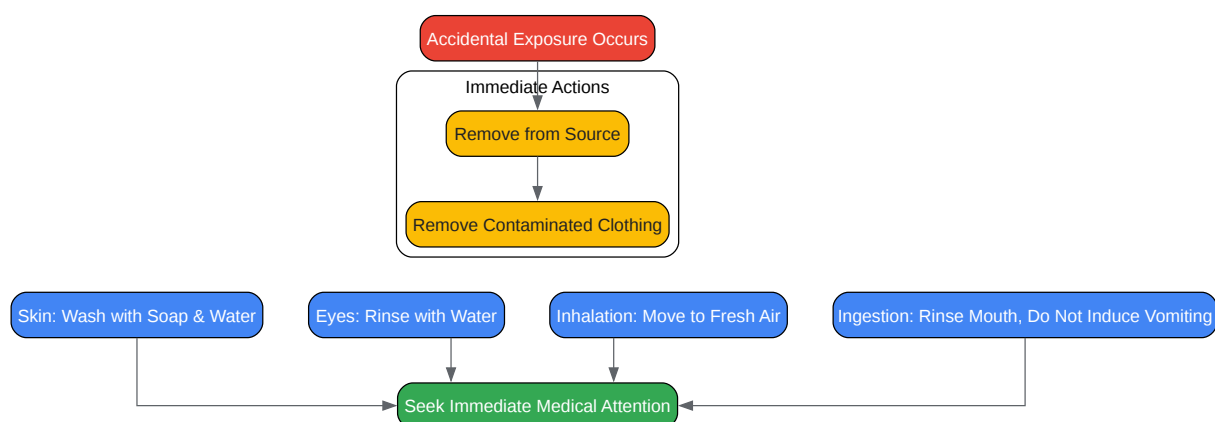 Accidental Exposure Occurs
Immediate Actions
Remove from Source
Remove Contaminated Clothing
Skin: Wash with Soap & Water
Eyes: Rinse with Water
Inhalation: Move to Fresh Air
Ingestion: Rinse Mouth, Do Not Induce Vomiting
Seek Immediate Medical Attention